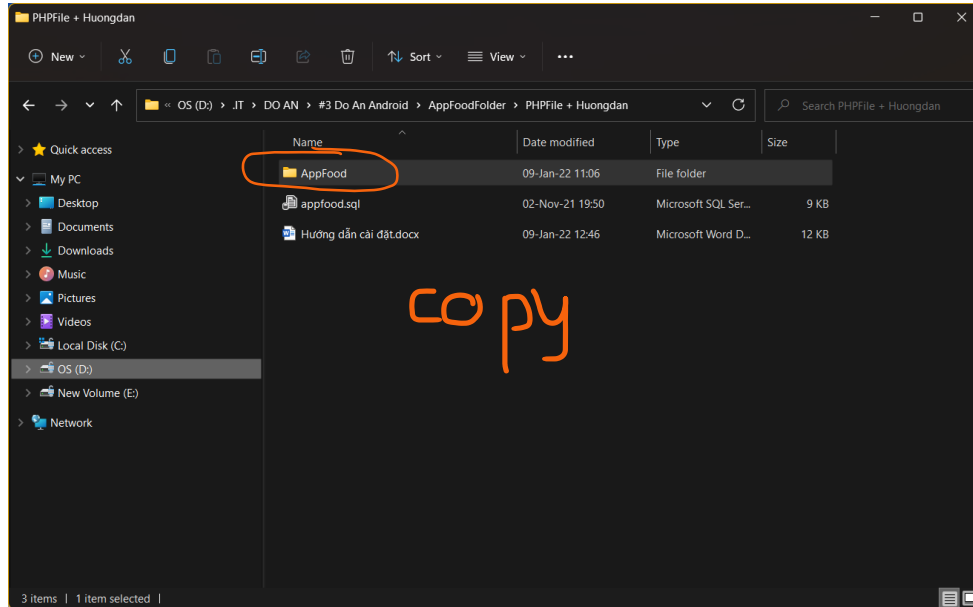 PHPFile + Huongdan
New
Sort
View
OS (D:) > .IT > DO AN > #3 Do An Android > AppFoodFolder > PHPFile + Huongdan
Search PHPFile + Huongdan
Quick access
My PC
Desktop
Documents
Downloads
Music
Pictures
Videos
Local Disk (C:)
OS (D:)
New Volume (E:)
Network
Name Date modified Type Size
AppFood 09-Jan-22 11:06 File folder
appfood.sql 02-Nov-21 19:50 Microsoft SQL Ser... 9 KB
Hướng dẫn cài đặt.docx 09-Jan-22 12:46 Microsoft Word D... 12 KB
copy
3 items | 1 item selected |